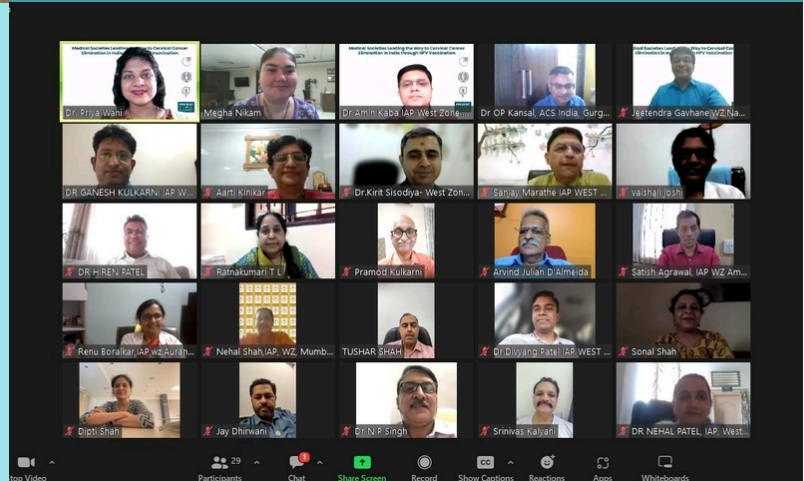 Medical Societies Leading the Way to Cervical Cancer
Elimination in India through HPV Vaccination
Dr. Priya Wani
Megha Nikam
Medical Societies Leading the Way to Cervical Cancer
Elimination in India through HPV Vaccination
Dr Amin Kaba IAP West Zone...
Dr OP Kansal, ACS India, Gurg...
Jeetendra Gavhane WZ Na...
DR GANESH KULKARNI IAP W...
Aarti Kinikar
Dr.Kirit Sisodiya- West Zon...
Sanjay Marathe IAP WEST ...
vaishali joshi
DR HIREN PATEL
Ratnakumari T L
Pramod Kulkarni
Arvind Julian D'Almeida
Satish Agrawal, IAP WZ Am...
Renu Boralkar,IAP,wz.Auran...
Nehal Shah,IAP, WZ, Mumb...
TUSHAR SHAH
Dr.Divyang Patel IAP WEST ...
Sonal Shah
Dipti Shah
Jay Dhirwani
Dr N P Singh
Srinivas Kalyani
DR NEHAL PATEL, IAP, West...
29
1
CC
top Video
Participants
Chat
Share Screen
Record
Show Captions
Reactions
Apps
Whiteboards